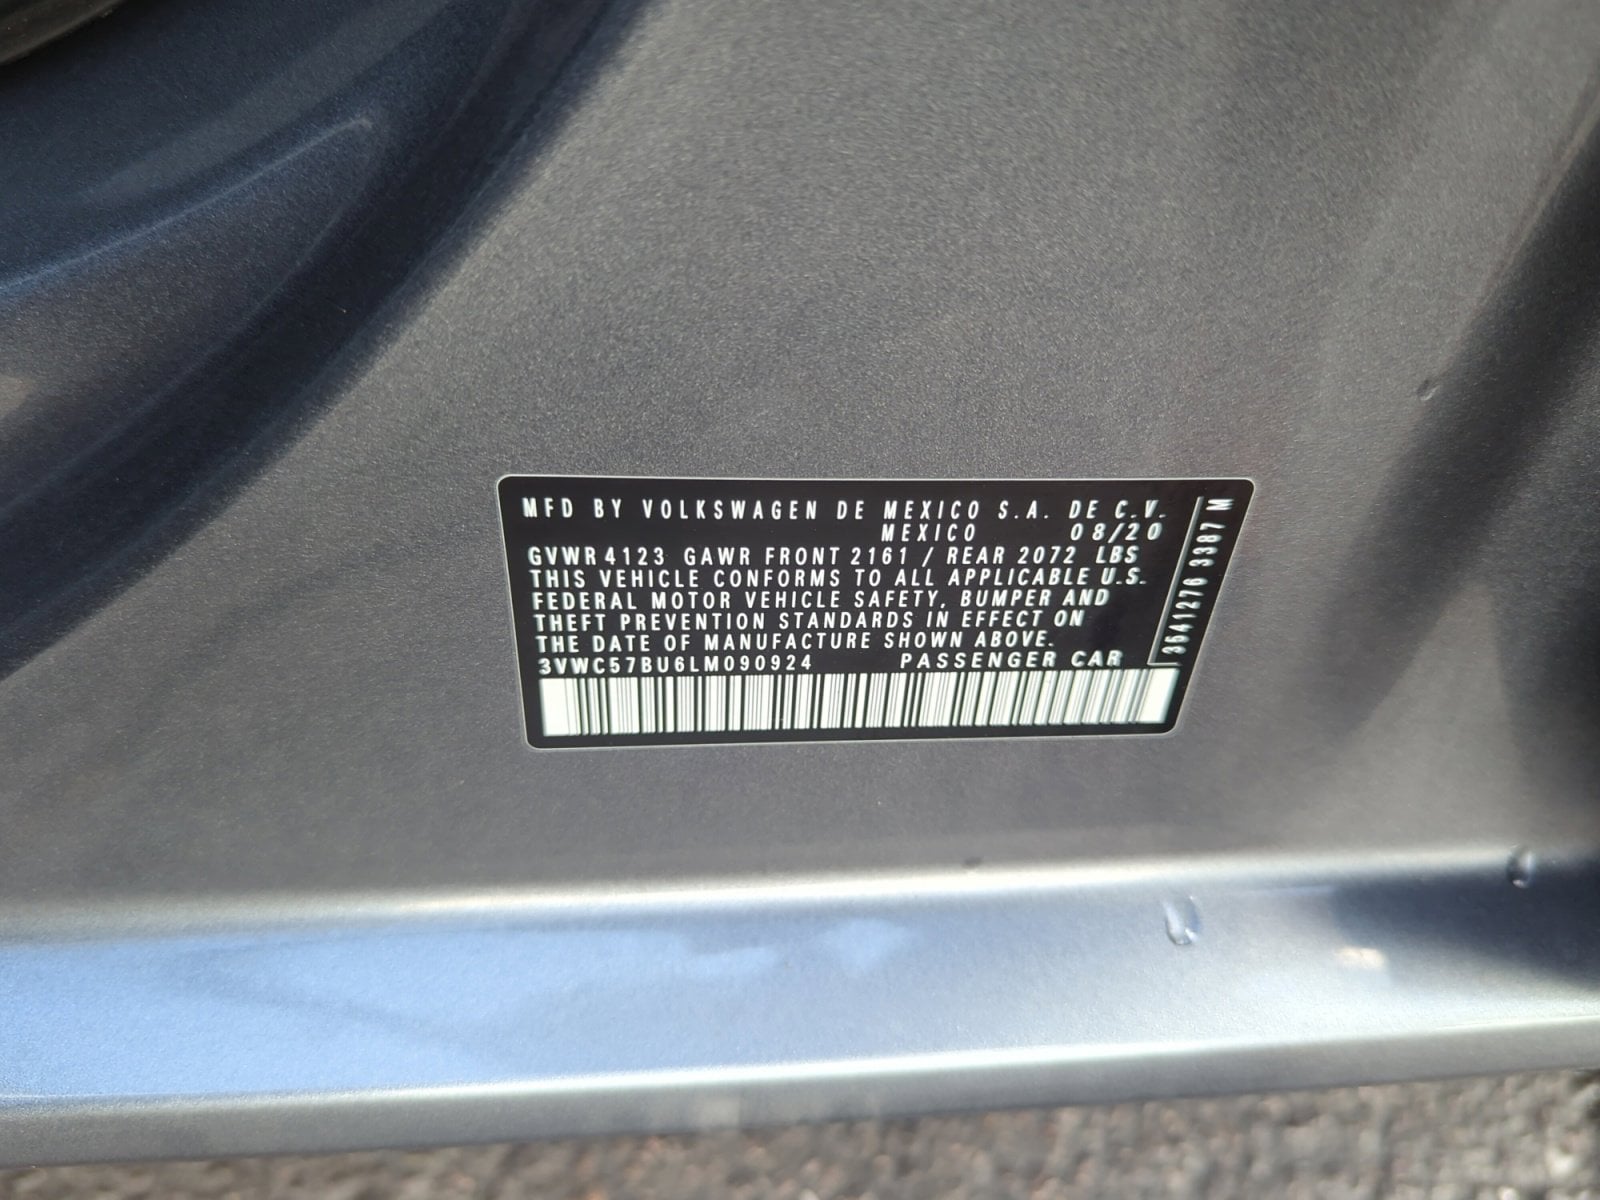 MFD BY VOLKSWAGEN DE MEXICO S.A. DE C.V.
MEXICO 08/20
GVWR 4123 GAWR FRONT 2161 / REAR 2072 LBS
THIS VEHICLE CONFORMS TO ALL APPLICABLE U.S.
FEDERAL MOTOR VEHICLE SAFETY, BUMPER AND
THEFT PREVENTION STANDARDS IN EFFECT ON
THE DATE OF MANUFACTURE SHOWN ABOVE.
3VWC57BU6LM090924 PASSENGER CAR
3541276 3387 M